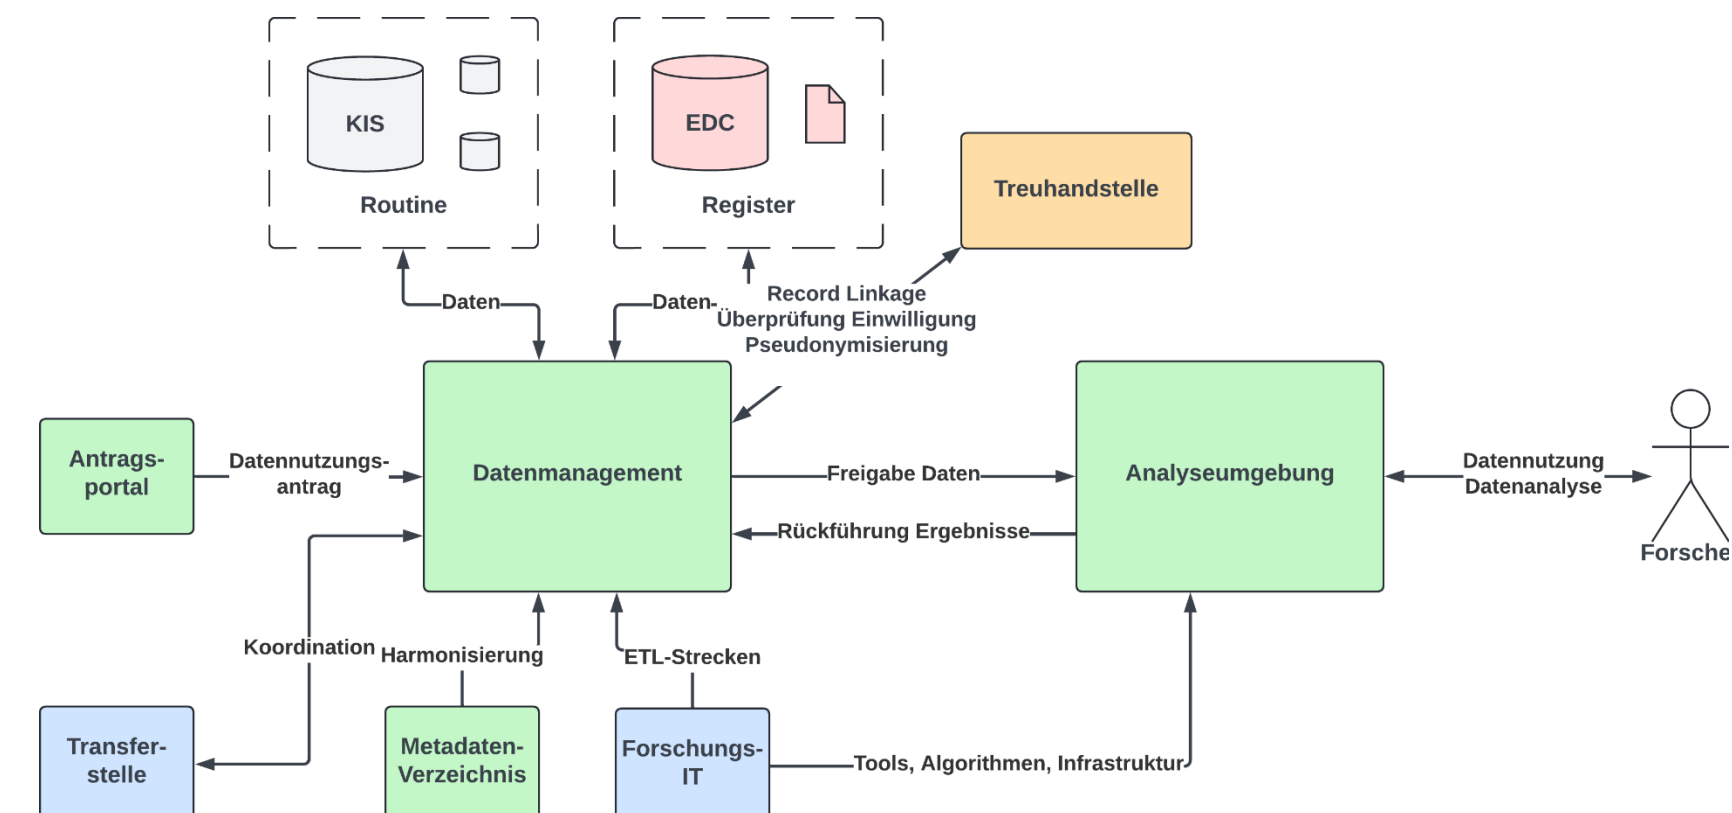 KIS
Routine
EDC
Register
Treuhandstelle
Daten
Daten
Record Linkage
Überprüfung Einwilligung
Pseudonymisierung
Antrags-
portal
Datennutzungs-
antrag
Datenmanagement
Freigabe Daten
Rückführung Ergebnisse
Analyseumgebung
Datennutzung
Datenanalyse
Forsche
Koordination
Harmonisierung
ETL-Strecken
Transfer-
stelle
Metadaten-
Verzeichnis
Forschungs-
IT
Tools, Algorithmen, Infrastruktur